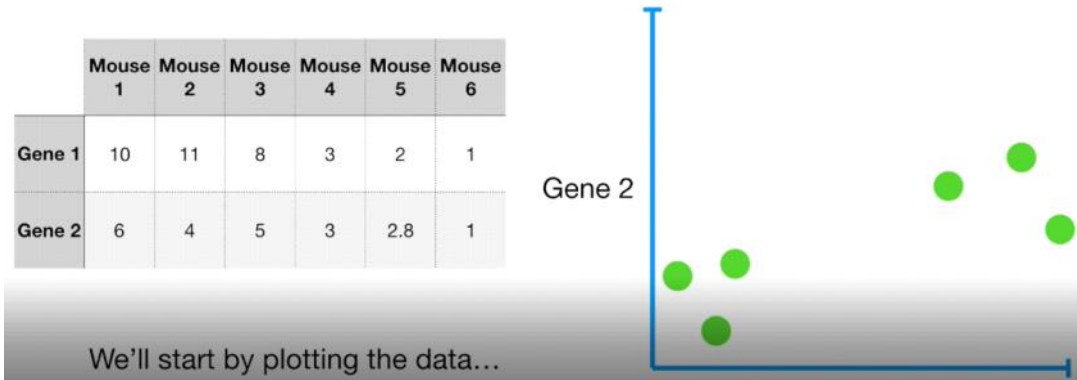 Mouse 1 Mouse 2 Mouse 3 Mouse 4 Mouse 5 Mouse 6
Gene 1 10 11 8 3 2 1
Gene 2 6 4 5 3 2.8 1
Gene 2
We'll start by plotting the data…